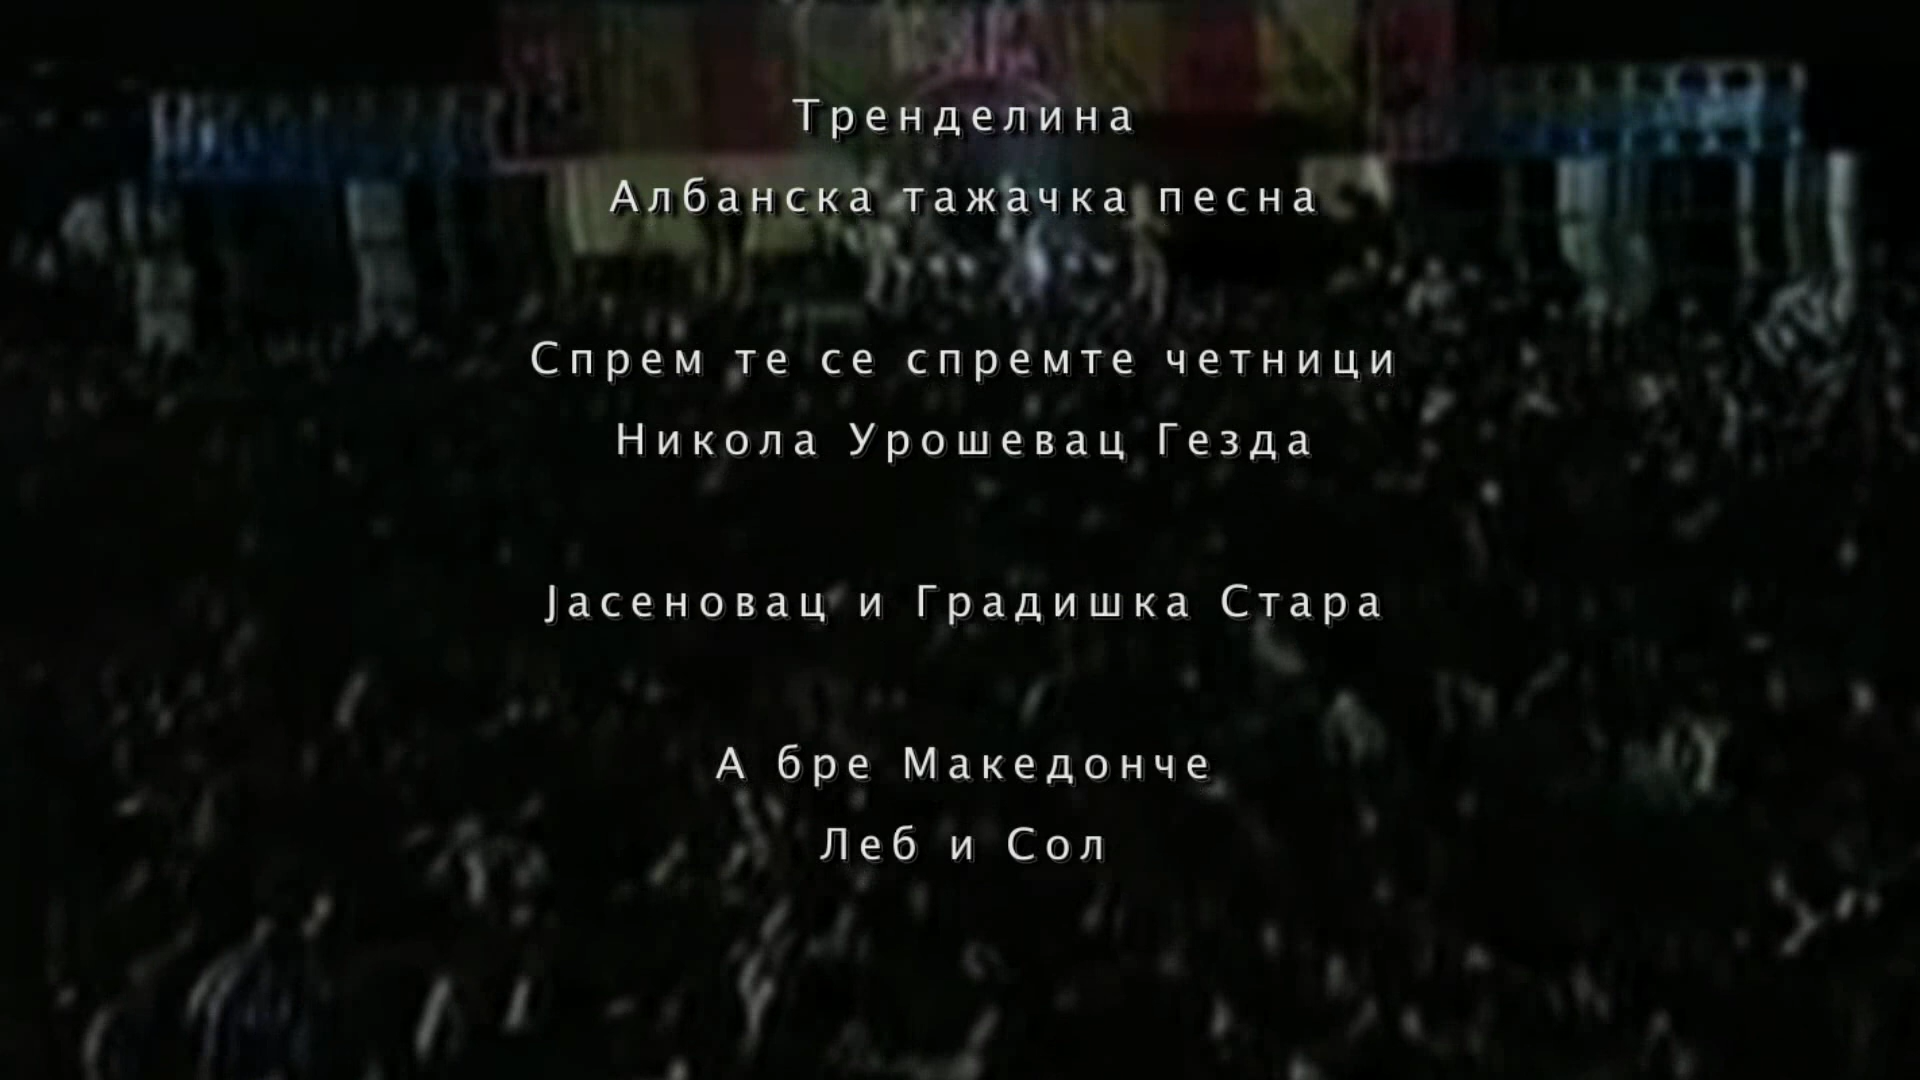 Тренделина
Албанска тажачка песна
Спрем те се спремте четници
Никола Урошевац Гезда
Јасеновац и Градишка Стара
А бре Македонче
Леб и Сол